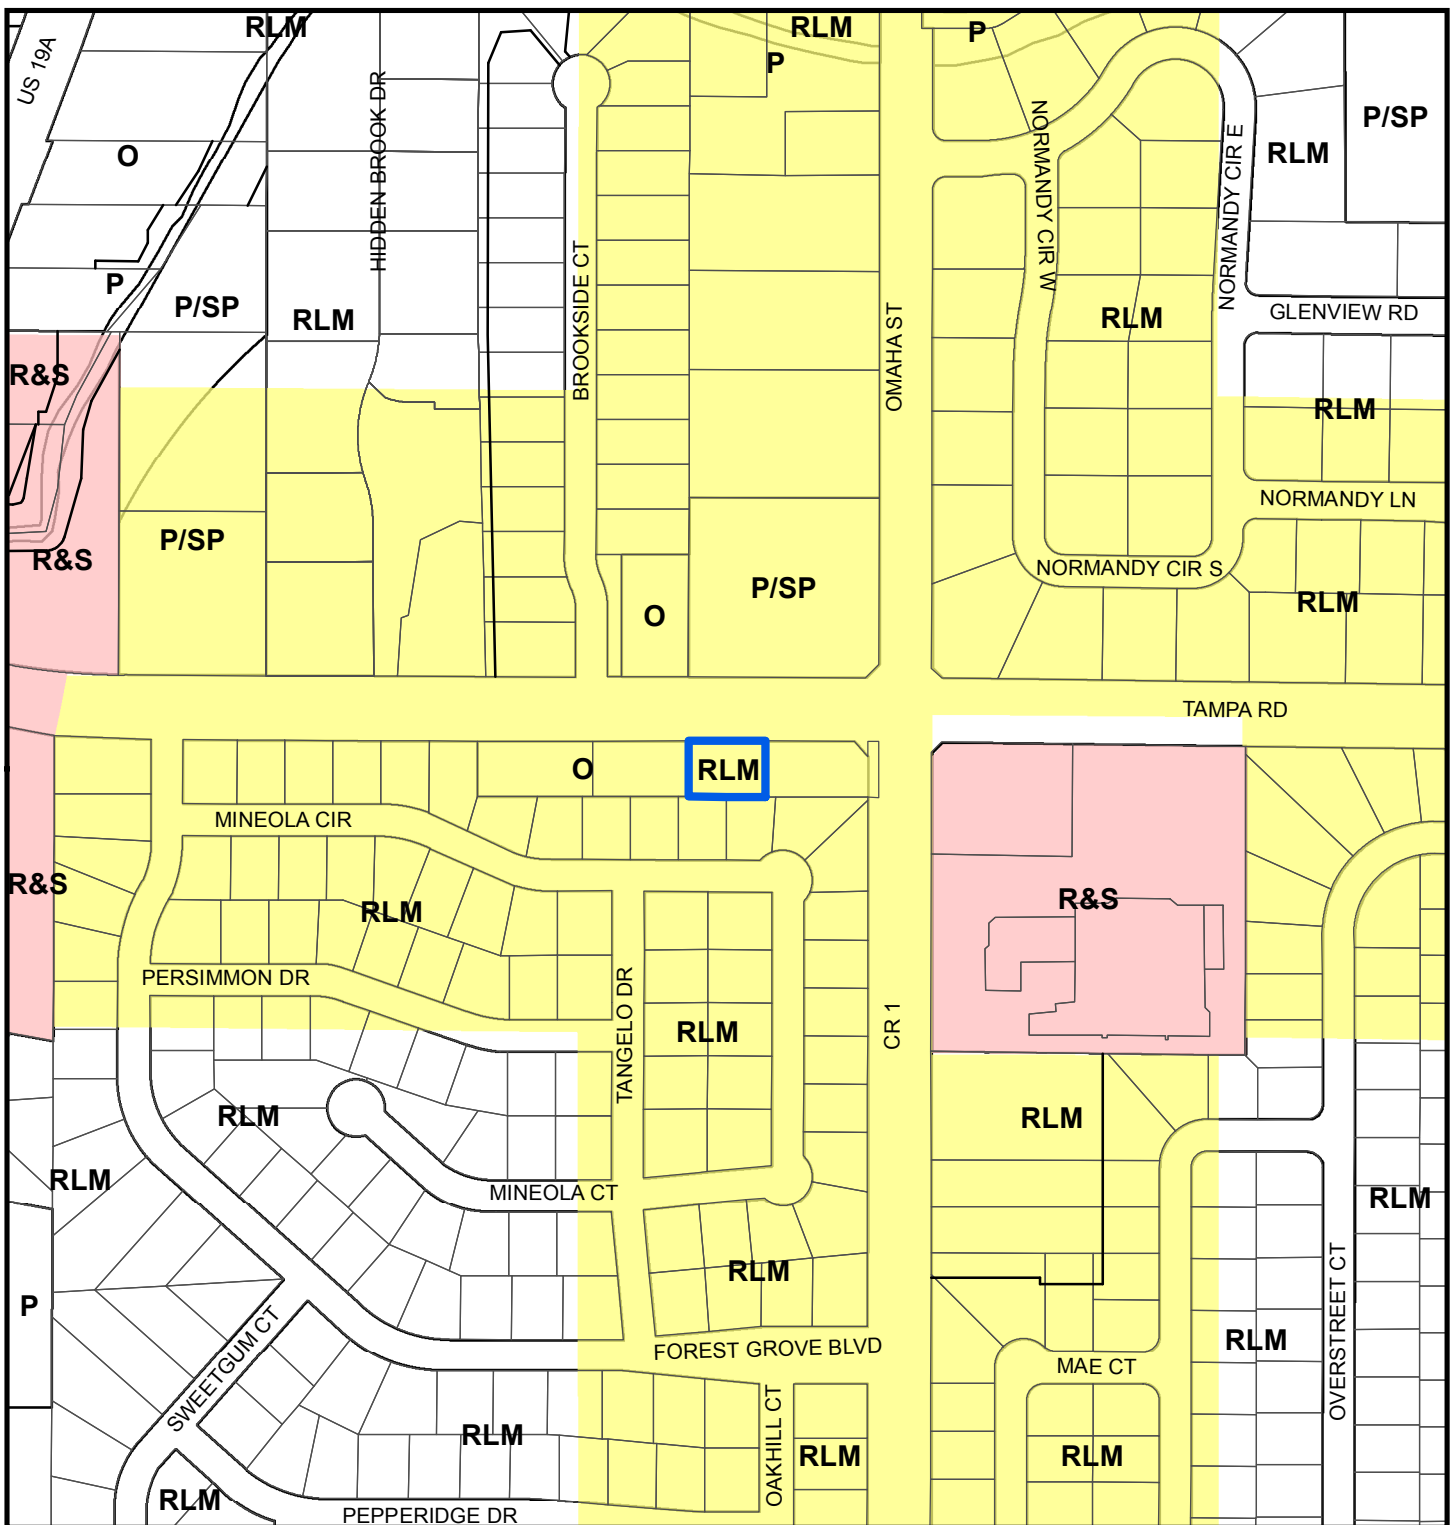 RLM
RLM
P
P
US 19A
HIDDEN BROOK DR
NORMANDY CIR W
NORMANDY CIR E
P/SP
O
RLM
P
P/SP
RLM
BROOKSIDE CT
OMAHA ST
RLM
GLENVIEW RD
R&S
RLM
NORMANDY LN
R&S
P/SP
NORMANDY CIR S
P/SP
O
RLM
TAMPA RD
O
RLM
MINEOLA CIR
R&S
RLM
R&S
PERSIMMON DR
TANGELO DR
RLM
CR 1
RLM
RLM
RLM
MINEOLA CT
RLM
RLM
P
SWEETGUM CT
FOREST GROVE BLVD
MAE CT
RLM
OVERSTREET CT
OAKHILL CT
RLM
RLM
RLM
RLM
PEPPERIDGE DR